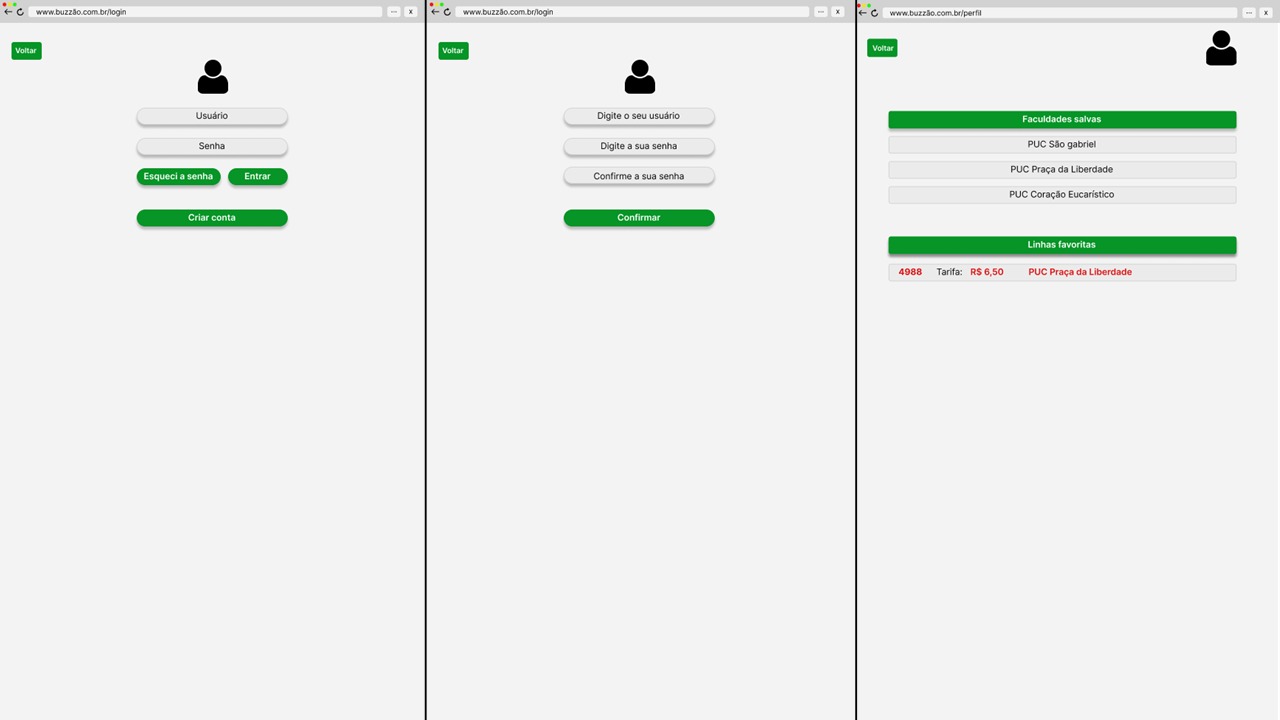 www.buzzão.com.br/login
...
x
Voltar
Usuário
Senha
Esqueci a senha
Entrar
Criar conta
www.buzzão.com.br/login
...
x
Voltar
Digite o seu usuário
Digite a sua senha
Confirme a sua senha
Confirmar
www.buzzão.com.br/perfil
...
x
Voltar
Faculdades salvas
PUC São gabriel
PUC Praça da Liberdade
PUC Coração Eucarístico
Linhas favoritas
4988 Tarifa: R$ 6,50 PUC Praça da Liberdade